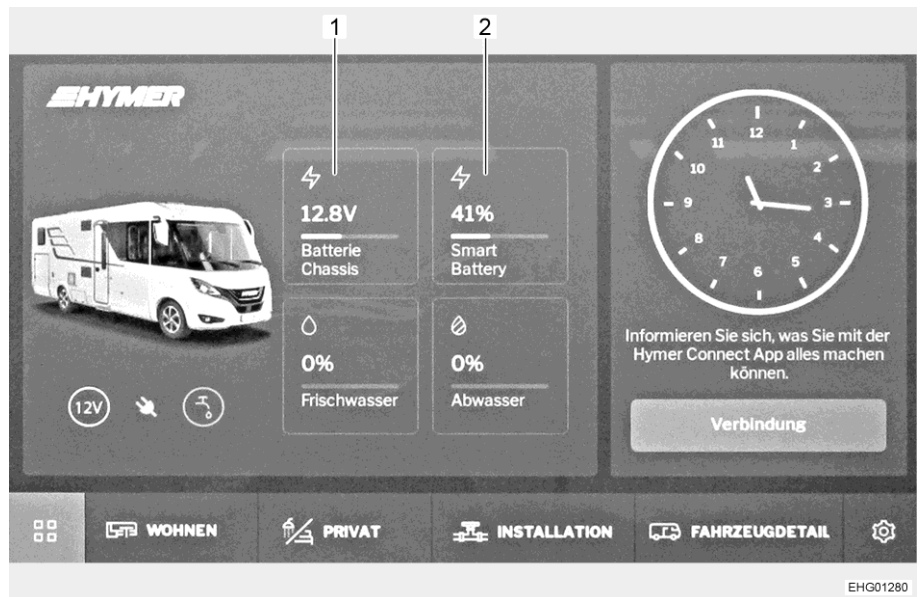 1
2
HYMER
12.8V
Batterie
Chassis
41%
Smart
Battery
0%
Frischwasser
0%
Abwasser
12V
12
1
2
3
4
5
6
7
8
9
10
11
Informieren Sie sich, was Sie mit der
Hymer Connect App alles machen
können.
Verbindung
WOHNEN
PRIVAT
INSTALLATION
FAHRZEUGDETAIL
EHG01280